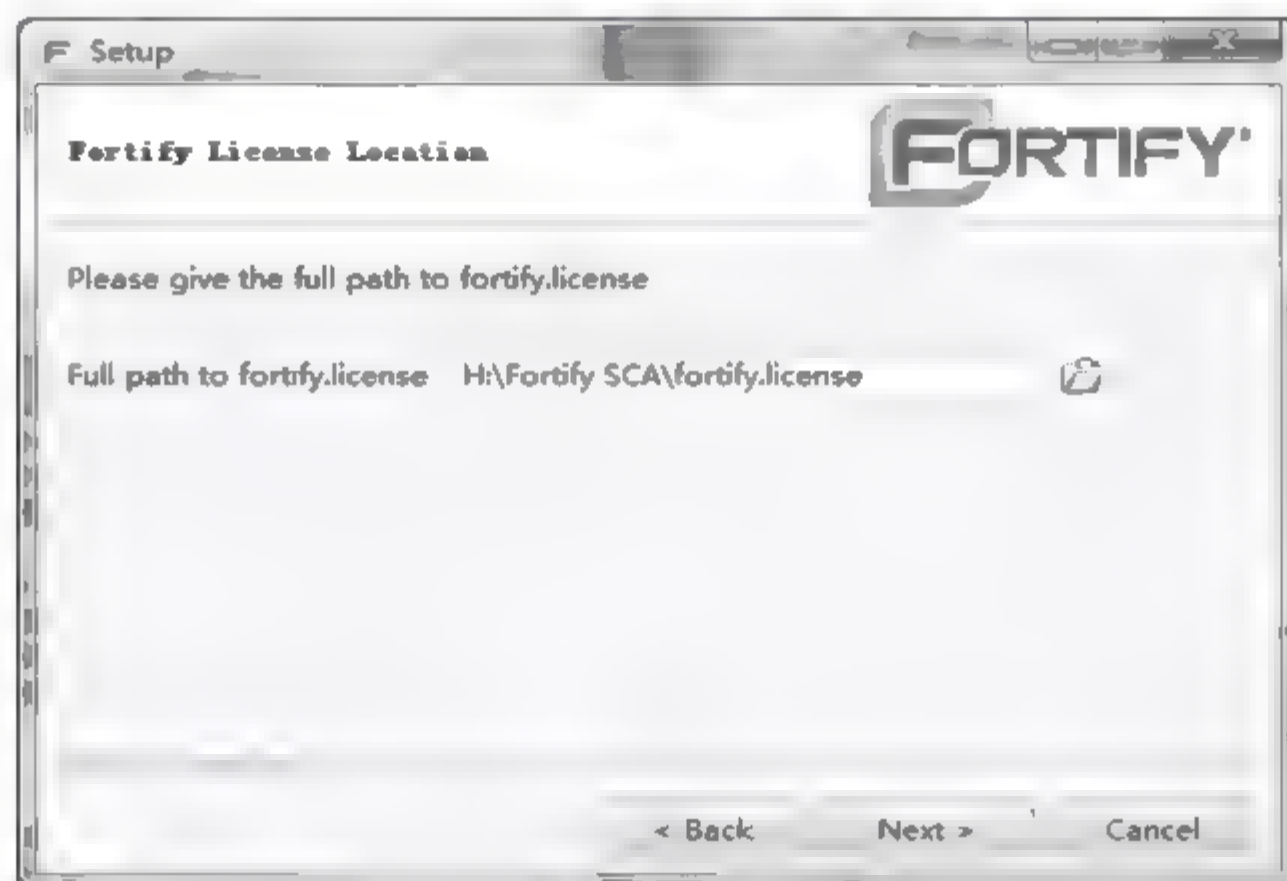 Setup
Fortify License Location
FORTIFY
Please give the full path to fortify.license
Full path to fortify.license H:\Fortify SCA\fortify.license
< Back Next > Cancel